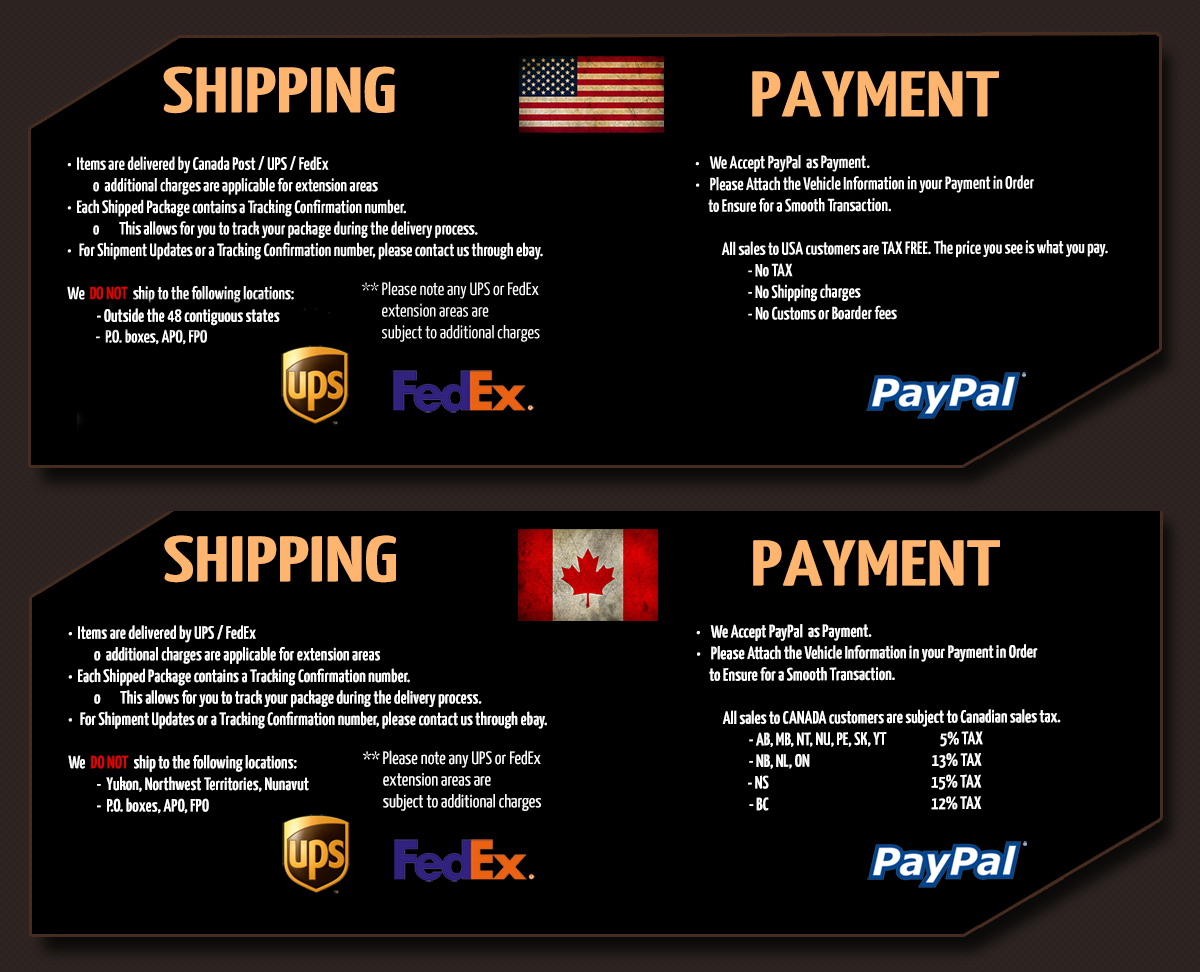 SHIPPING
• Items are delivered by Canada Post / UPS / FedEx
o additional charges are applicable for extension areas
• Each Shipped Package contains a Tracking Confirmation number.
o This allows for you to track your package during the delivery process.
• For Shipment Updates or a Tracking Confirmation number, please contact us through ebay.
We DO NOT ship to the following locations:
- Outside the 48 contiguous states
- P.O. boxes, APO, FPO
** Please note any UPS or FedEx
extension areas are
subject to additional charges
ups
FedEx.
PAYMENT
• We Accept PayPal as Payment.
• Please Attach the Vehicle Information in your Payment in Order
to Ensure for a Smooth Transaction.
All sales to USA customers are TAX FREE. The price you see is what you pay.
- No TAX
- No Shipping charges
- No Customs or Boarder fees
PayPal
SHIPPING
• Items are delivered by UPS / FedEx
o additional charges are applicable for extension areas
• Each Shipped Package contains a Tracking Confirmation number.
o This allows for you to track your package during the delivery process.
• For Shipment Updates or a Tracking Confirmation number, please contact us through ebay.
We DO NOT ship to the following locations:
- Yukon, Northwest Territories, Nunavut
- P.O. boxes, APO, FPO
** Please note any UPS or FedEx
extension areas are
subject to additional charges
ups
FedEx.
PAYMENT
• We Accept PayPal as Payment.
• Please Attach the Vehicle Information in your Payment in Order
to Ensure for a Smooth Transaction.
All sales to CANADA customers are subject to Canadian sales tax.
- AB, MB, NT, NU, PE, SK, YT 5% TAX
- NB, NL, ON 13% TAX
- NS 15% TAX
- BC 12% TAX
PayPal